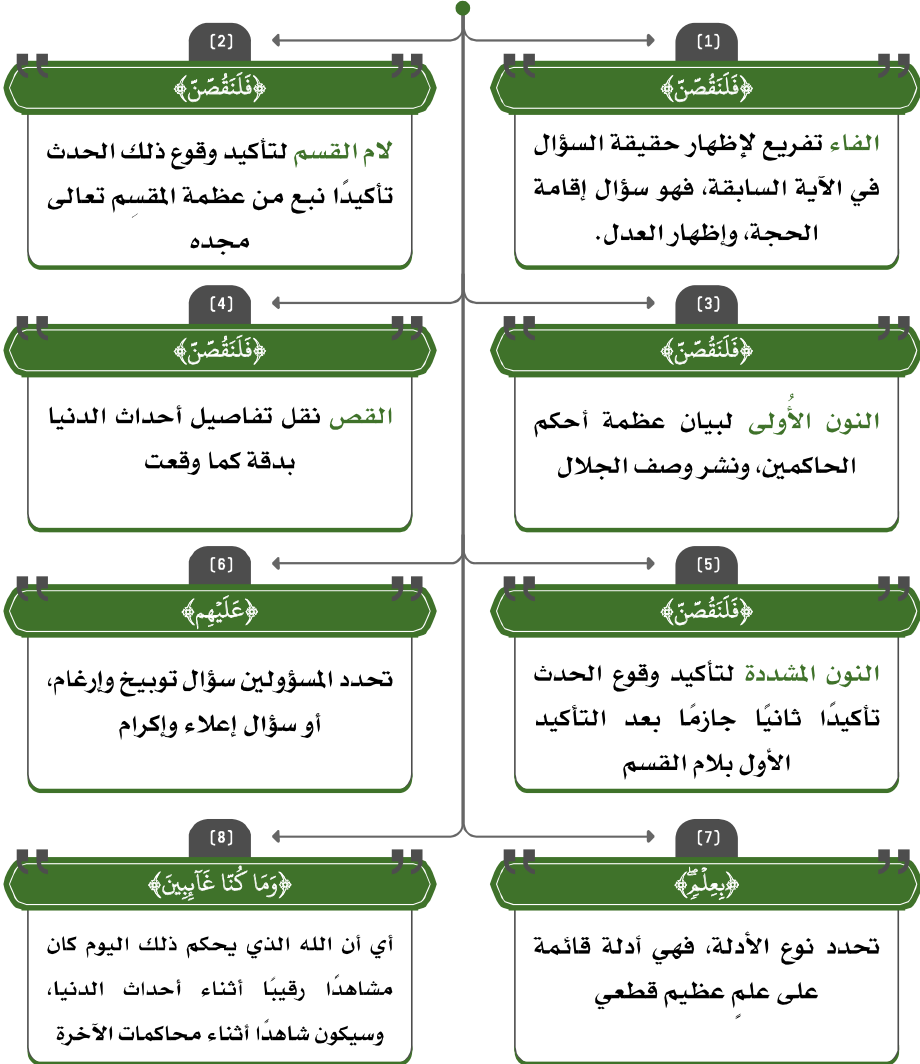 [1]
﴿فَلَنَقُصَّنَّ﴾
الفاء تفريع لإظهار حقيقة السؤال
في الآية السابقة، فهو سؤال إقامة
الحجة، وإظهار العدل.
[2]
﴿فَلَنَقُصَّنَّ﴾
لام القسم لتأكيد وقوع ذلك الحدث
تأكيدًا نبع من عظمة المقسِم تعالى
مجده
[3]
﴿فَلَنَقُصَّنَّ﴾
النون الأُولى لبيان عظمة أحكم
الحاكمين، ونشر وصف الجلال
[4]
﴿فَلَنَقُصَّنَّ﴾
القص نقل تفاصيل أحداث الدنيا
بدقة كما وقعت
[5]
﴿فَلَنَقُصَّنَّ﴾
النون المشددة لتأكيد وقوع الحدث
تأكيدًا ثانيًا جازمًا بعد التأكيد
الأول بلام القسم
[6]
﴿عَلَيْهِم﴾
تحدد المسؤولين سؤال توبيخ وإرغام،
أو سؤال إعلاء وإكرام
[7]
﴿بِعِلْمٖۖ﴾
تحدد نوع الأدلة، فهي أدلة قائمة
على علمٍ عظيم قطعي
[8]
﴿وَمَا كُنَّا غَآئِبِينَ﴾
أي أن الله الذي يحكم ذلك اليوم كان
مشاهدًا رقيبًا أثناء أحداث الدنيا،
وسيكون شاهدًا أثناء محاكمات الآخرة